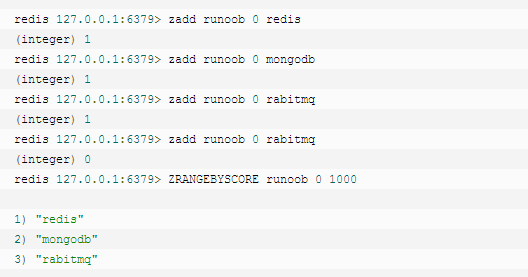 redis 127.0.0.1:6379> zadd runoob 0 redis
(integer) 1
redis 127.0.0.1:6379> zadd runoob 0 mongodb
(integer) 1
redis 127.0.0.1:6379> zadd runoob 0 rabitmq
(integer) 1
redis 127.0.0.1:6379> zadd runoob 0 rabitmq
(integer) 0
redis 127.0.0.1:6379> ZRANGEBYSCORE runoob 0 1000
1) "redis"
2) "mongodb"
3) "rabitmq"